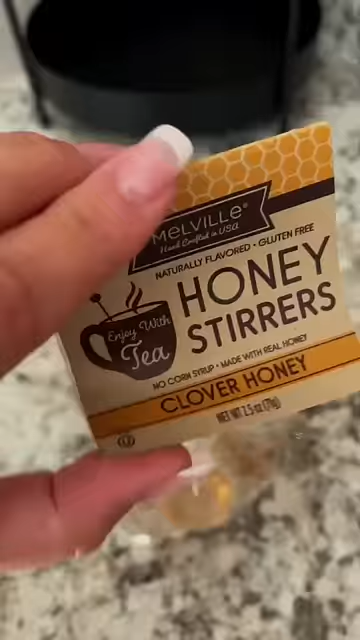 MeLVILLe®
Hand Crafted in USA
NATURALLY FLAVORED • GLUTEN FREE
HONEY
STIRRERS
Enjoy With
Tea
NO CORN SYRUP • MADE WITH REAL HONEY
CLOVER HONEY
NET WT 2.5 oz (71g)